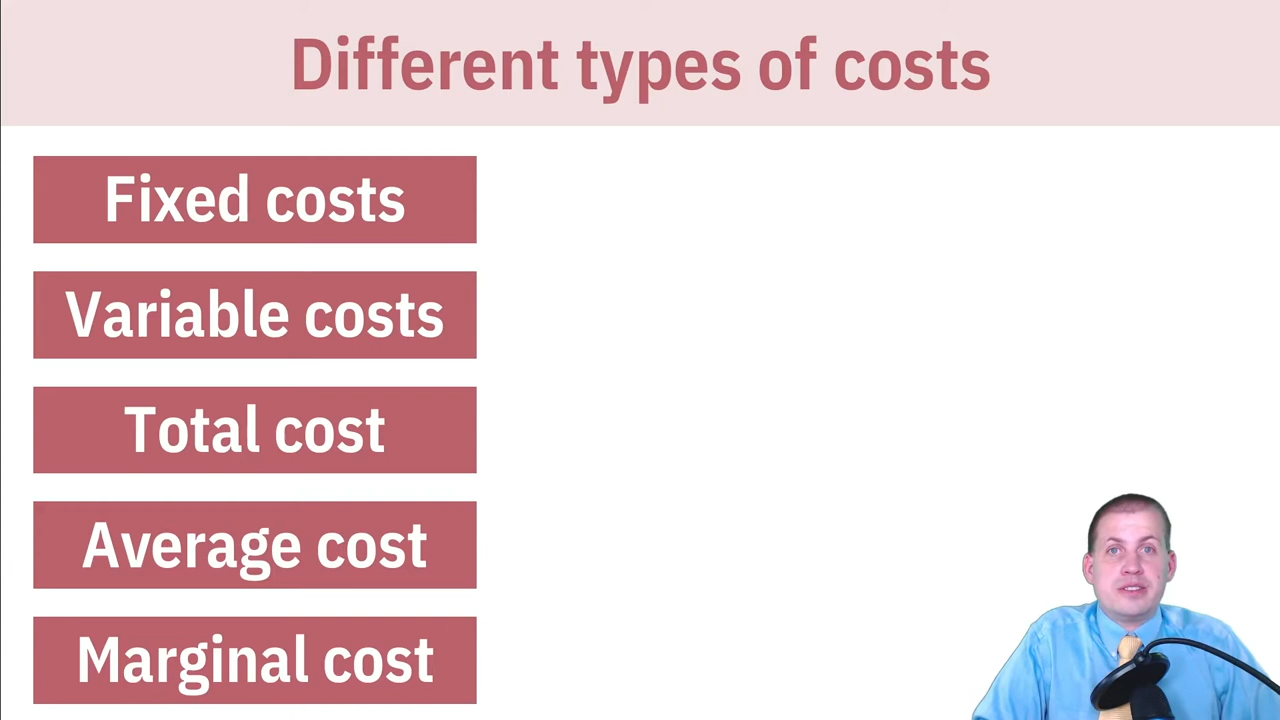 Different types of costs
Fixed costs
Variable costs
Total cost
Average cost
Marginal cost